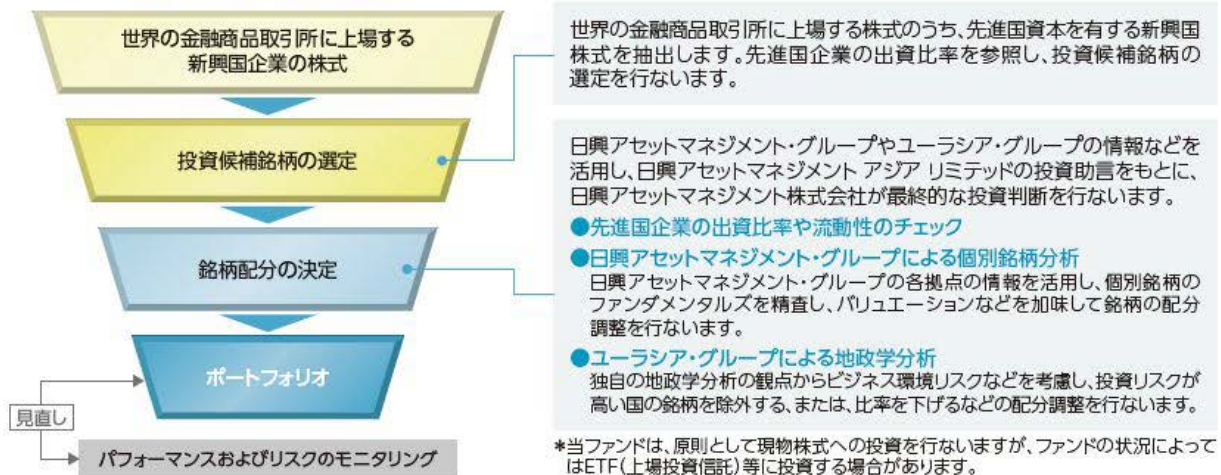 世界の金融商品取引所に上場する
新興国企業の株式
投資候補銘柄の選定
銘柄配分の決定
ポートフォリオ
見直し
パフォーマンスおよびリスクのモニタリング
世界の金融商品取引所に上場する株式のうち、先進国資本を有する新興国
株式を抽出します。先進国企業の出資比率を参照し、投資候補銘柄の
選定を行ないます。
日興アセットマネジメント・グループやユーラシア・グループの情報などを
活用し、日興アセットマネジメント アジア リミテッドの投資助言をもとに、
日興アセットマネジメント株式会社が最終的な投資判断を行ないます。
●先進国企業の出資比率や流動性のチェック
●日興アセットマネジメント・グループによる個別銘柄分析
日興アセットマネジメント・グループの各拠点の情報を活用し、個別銘柄の
ファンダメンタルズを精査し、バリュエーションなどを加味して銘柄の配分
調整を行ないます。
●ユーラシア・グループによる地政学分析
独自の地政学分析の観点からビジネス環境リスクなどを考慮し、投資リスクが
高い国の銘柄を除外する、または、比率を下げるなどの配分調整を行ないます。
*当ファンドは、原則として現物株式への投資を行ないますが、ファンドの状況によって
はETF(上場投資信託)等に投資する場合があります。